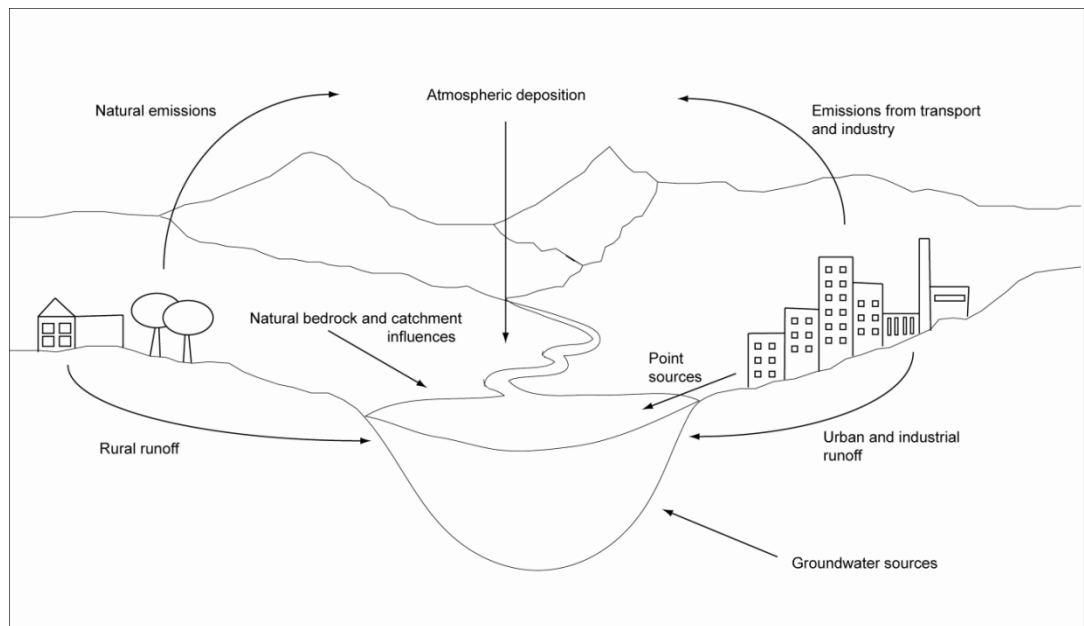 Atmospheric deposition
Natural emissions
Emissions from transport
and industry
Natural bedrock and catchment
influences
Point
sources
Rural runoff
Urban and industrial
runoff
Groundwater sources